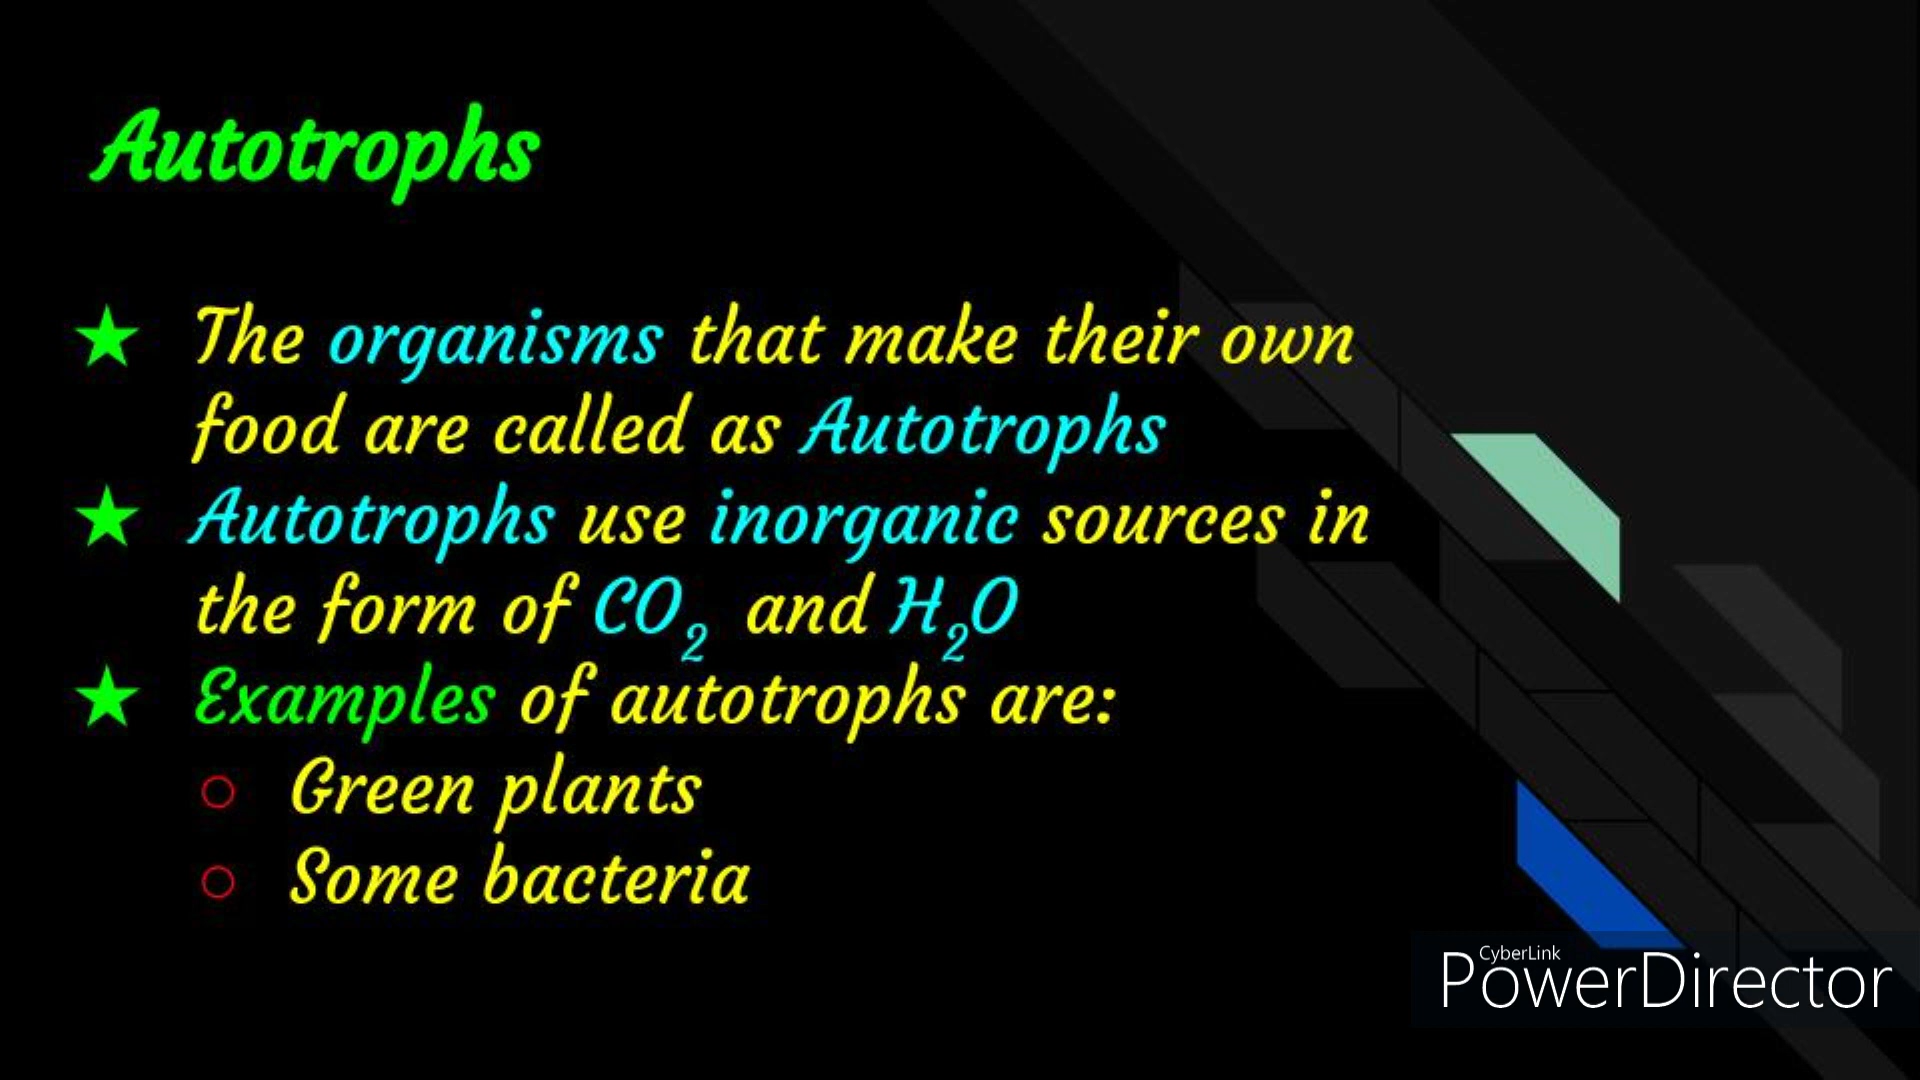 Autotrophs
★ The organisms that make their own
food are called as Autotrophs
★ Autotrophs use inorganic sources in
the form of CO₂ and H₂O
★ Examples of autotrophs are:
○ Green plants
○ Some bacteria
CyberLink
PowerDirector